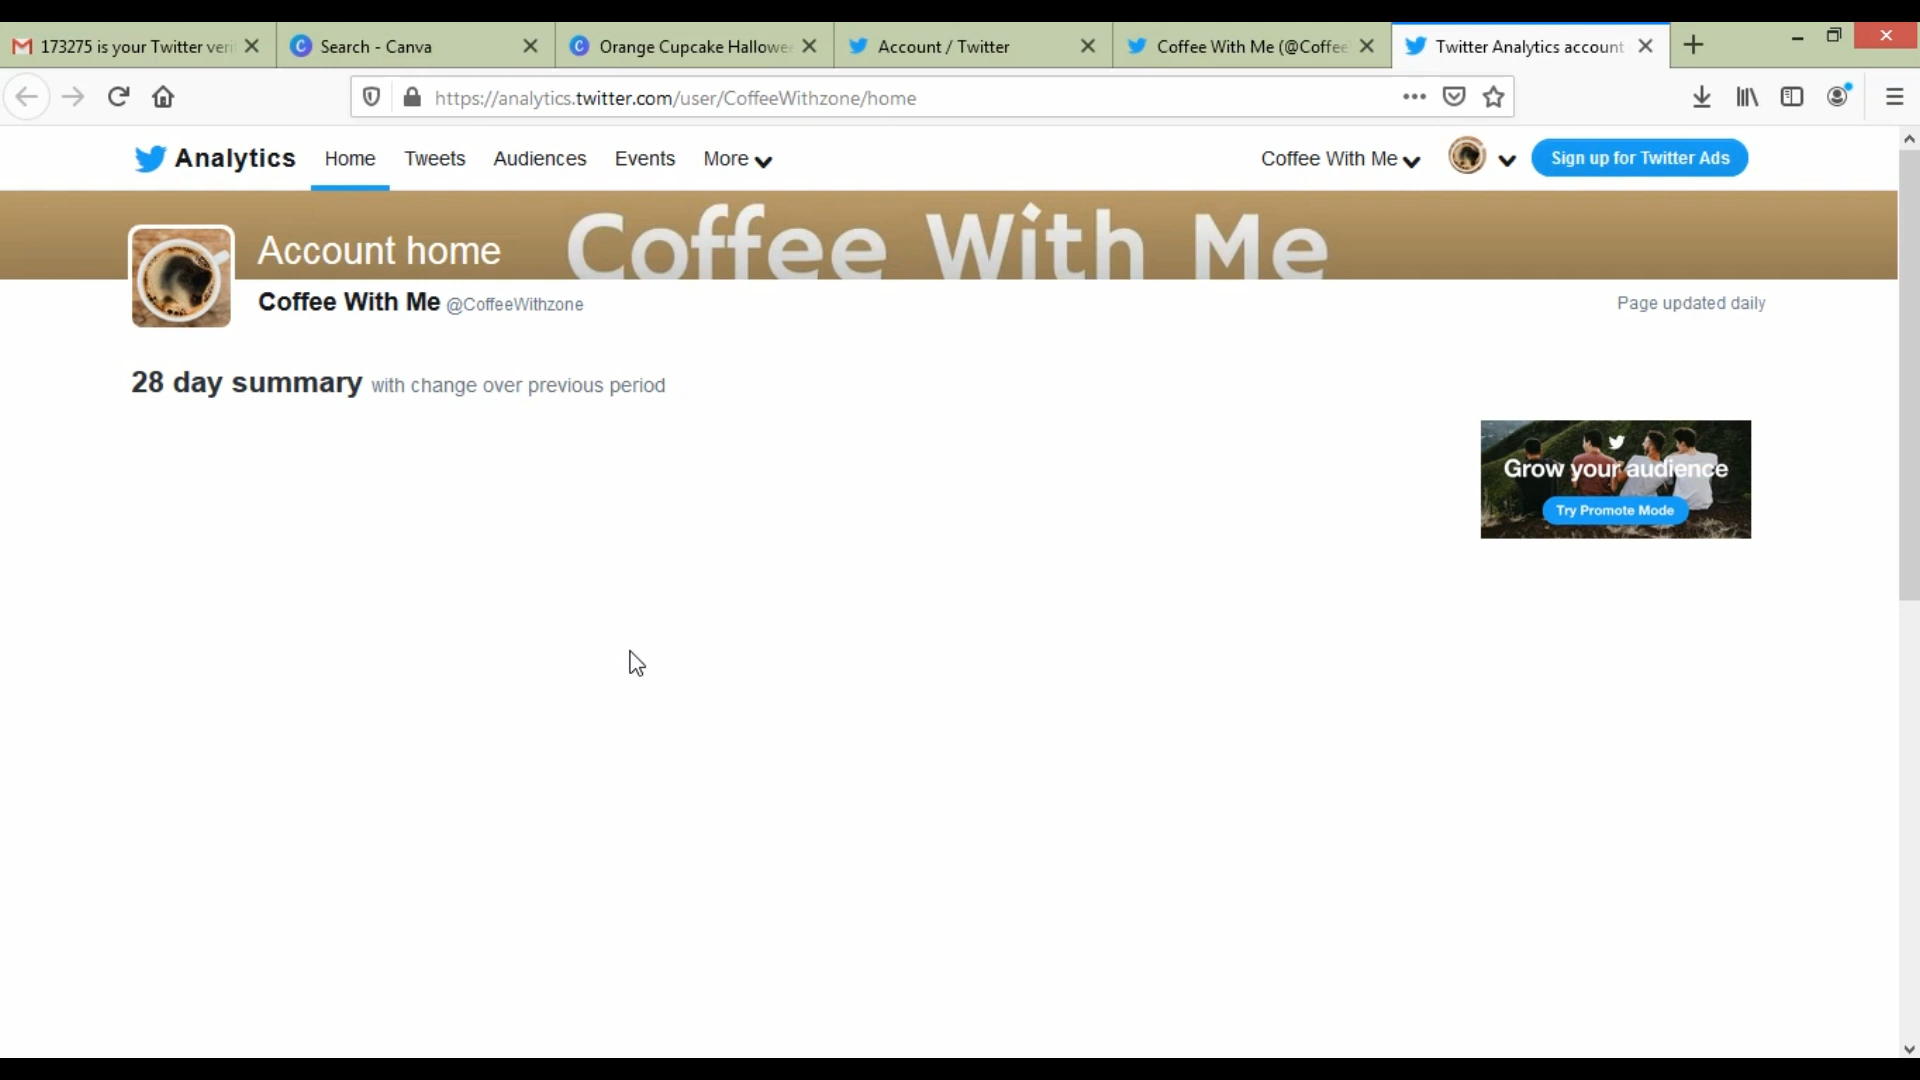 173275 is your Twitter veri
Search - Canva
Orange Cupcake Hallowe
Account / Twitter
Coffee With Me (@Coffee
Twitter Analytics account
https://analytics.twitter.com/user/CoffeeWithzone/home
Analytics
Home
Tweets
Audiences
Events
More
Coffee With Me
Sign up for Twitter Ads
Account home
Coffee With Me
Coffee With Me @CoffeeWithzone
Page updated daily
28 day summary with change over previous period
Grow your audience
Try Promote Mode